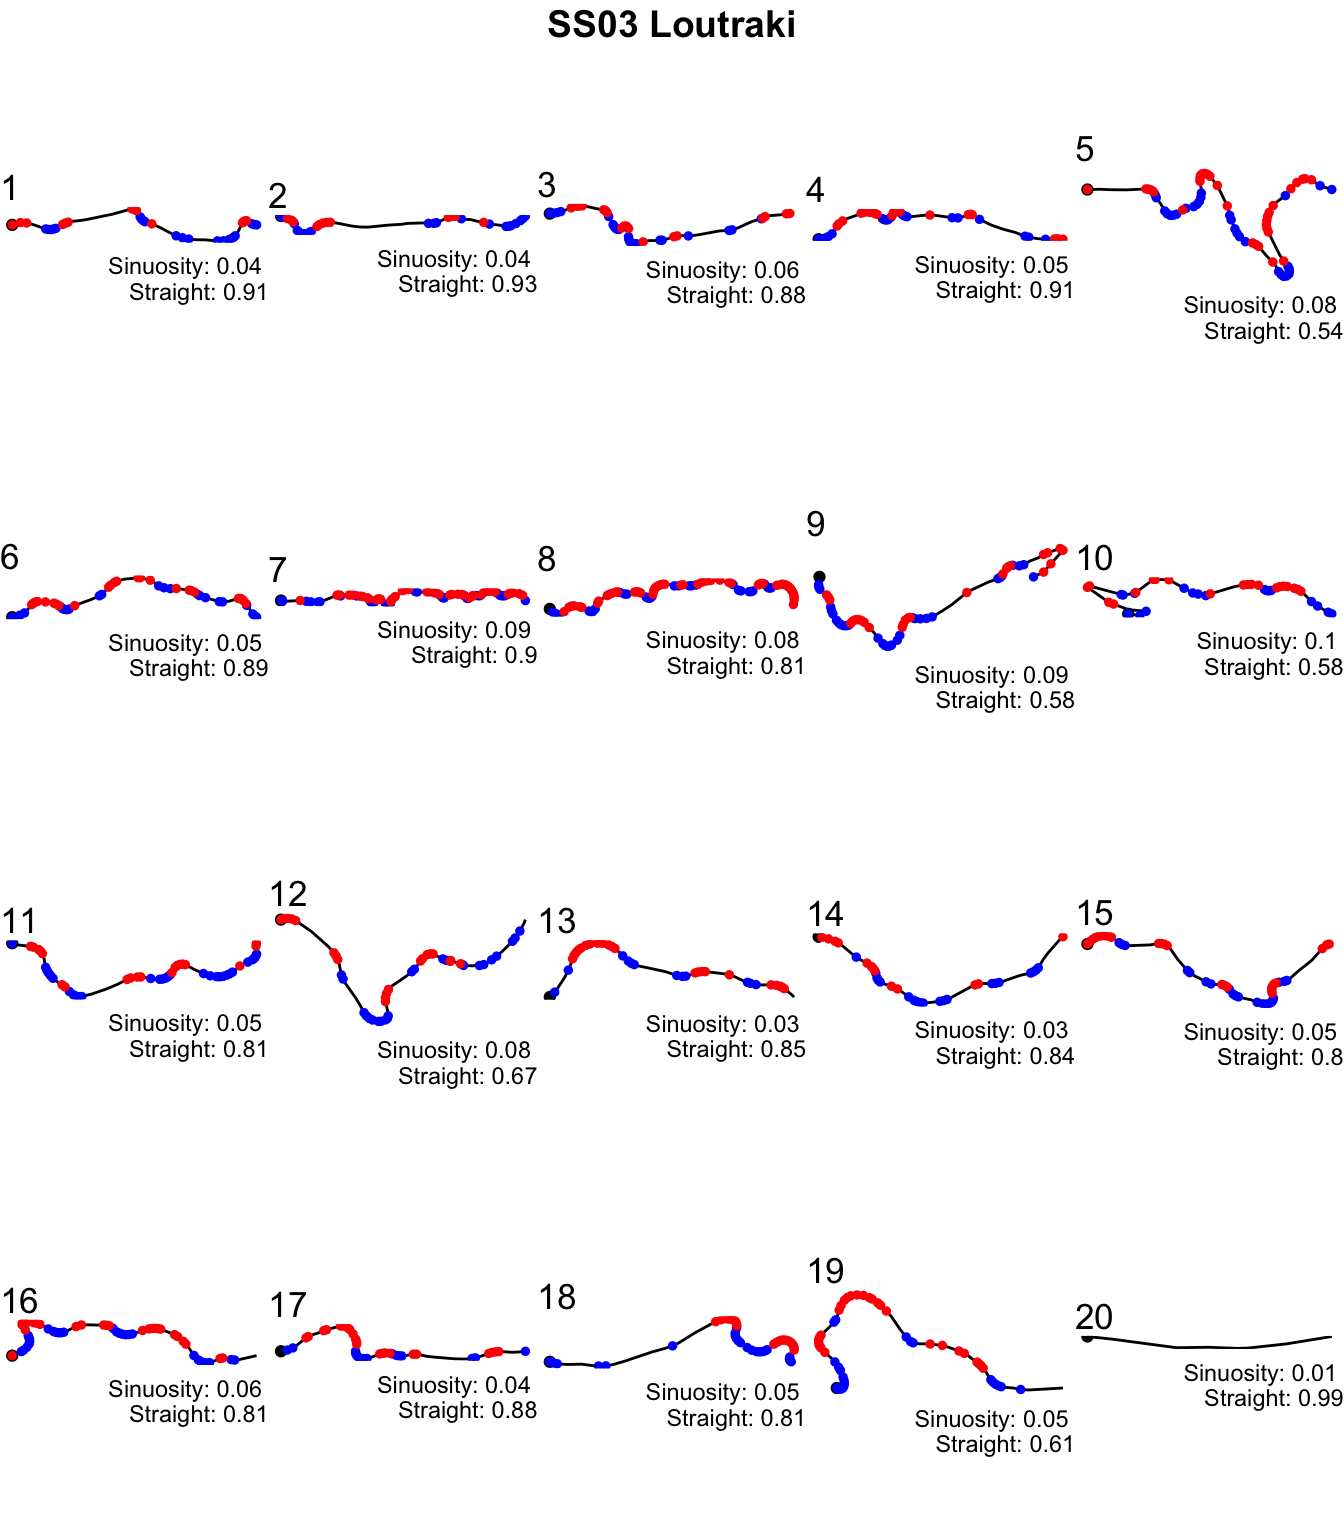 SS03 Loutraki
1
Sinuosity: 0.04
Straight: 0.91
2
Sinuosity: 0.04
Straight: 0.93
3
Sinuosity: 0.06
Straight: 0.88
4
Sinuosity: 0.05
Straight: 0.91
5
Sinuosity: 0.08
Straight: 0.54
6
Sinuosity: 0.05
Straight: 0.89
7
Sinuosity: 0.09
Straight: 0.9
8
Sinuosity: 0.08
Straight: 0.81
9
Sinuosity: 0.09
Straight: 0.58
10
Sinuosity: 0.1
Straight: 0.58
11
Sinuosity: 0.05
Straight: 0.81
12
Sinuosity: 0.08
Straight: 0.67
13
Sinuosity: 0.03
Straight: 0.85
14
Sinuosity: 0.03
Straight: 0.84
15
Sinuosity: 0.05
Straight: 0.8
16
Sinuosity: 0.06
Straight: 0.81
17
Sinuosity: 0.04
Straight: 0.88
18
Sinuosity: 0.05
Straight: 0.81
19
Sinuosity: 0.05
Straight: 0.61
20
Sinuosity: 0.01
Straight: 0.99